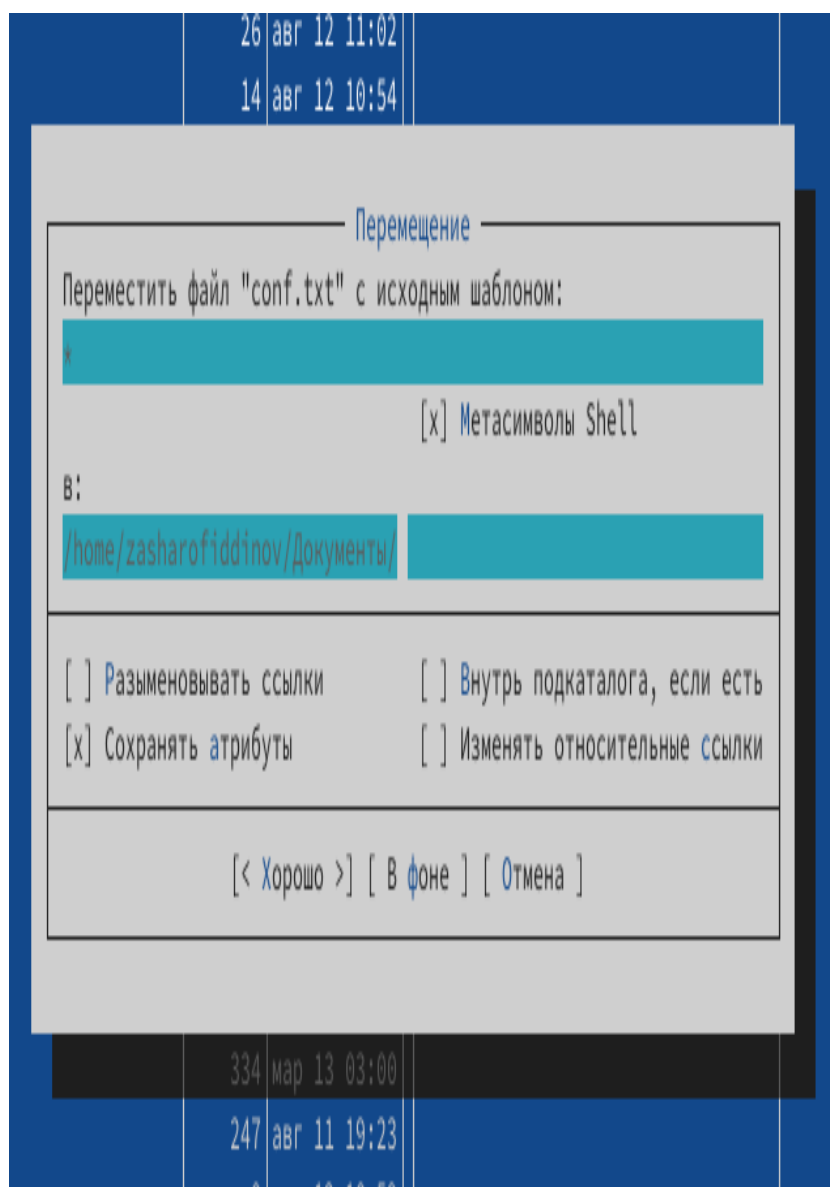 26 авг 12 11:02
14 авг 12 10:54
Перемещение
Переместить файл "conf.txt" с исходным шаблоном:
*
[x] Метасимволы Shell
в:
/home/zasharofiddinov/Документы/
[ ] Разыменовывать ссылки [ ] Внутрь подкаталога, если есть
[x] Сохранять атрибуты [ ] Изменять относительные ссылки
[< Хорошо >] [ В фоне ] [ Отмена ]
334 мар 13 03:00
247 авг 11 19:23